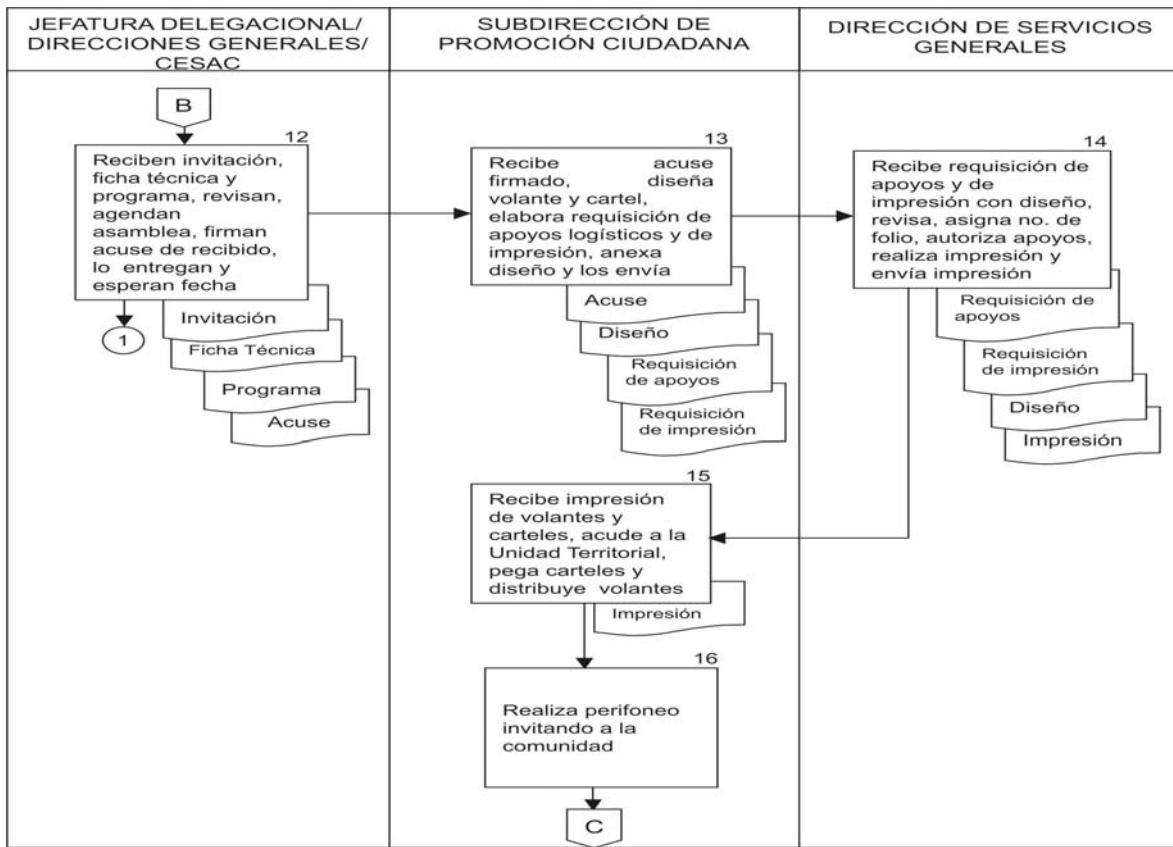 JEFATURA DELEGACIONAL/
DIRECCIONES GENERALES/
CESAC
SUBDIRECCIÓN DE
PROMOCIÓN CIUDADANA
DIRECCIÓN DE SERVICIOS
GENERALES
B
12
Reciben invitación,
ficha técnica y
programa, revisan,
agendan
asamblea, firman
acuse de recibido,
lo entregan y
esperan fecha
1
Invitación
Ficha Técnica
Programa
Acuse
13
Recibe acuse
firmado, diseña
volante y cartel,
elabora requisición de
apoyos logísticos y de
impresión, anexa
diseño y los envía
Acuse
Diseño
Requisición
de apoyos
Requisición
de impresión
14
Recibe requisición de
apoyos y de
impresión con diseño,
revisa, asigna no. de
folio, autoriza apoyos,
realiza impresión y
envía impresión
Requisición de
apoyos
Requisición
de impresión
Diseño
Impresión
15
Recibe impresión
de volantes y
carteles, acude a la
Unidad Territorial,
pega carteles y
distribuye volantes
Impresión
16
Realiza perifoneo
invitando a la
comunidad
C